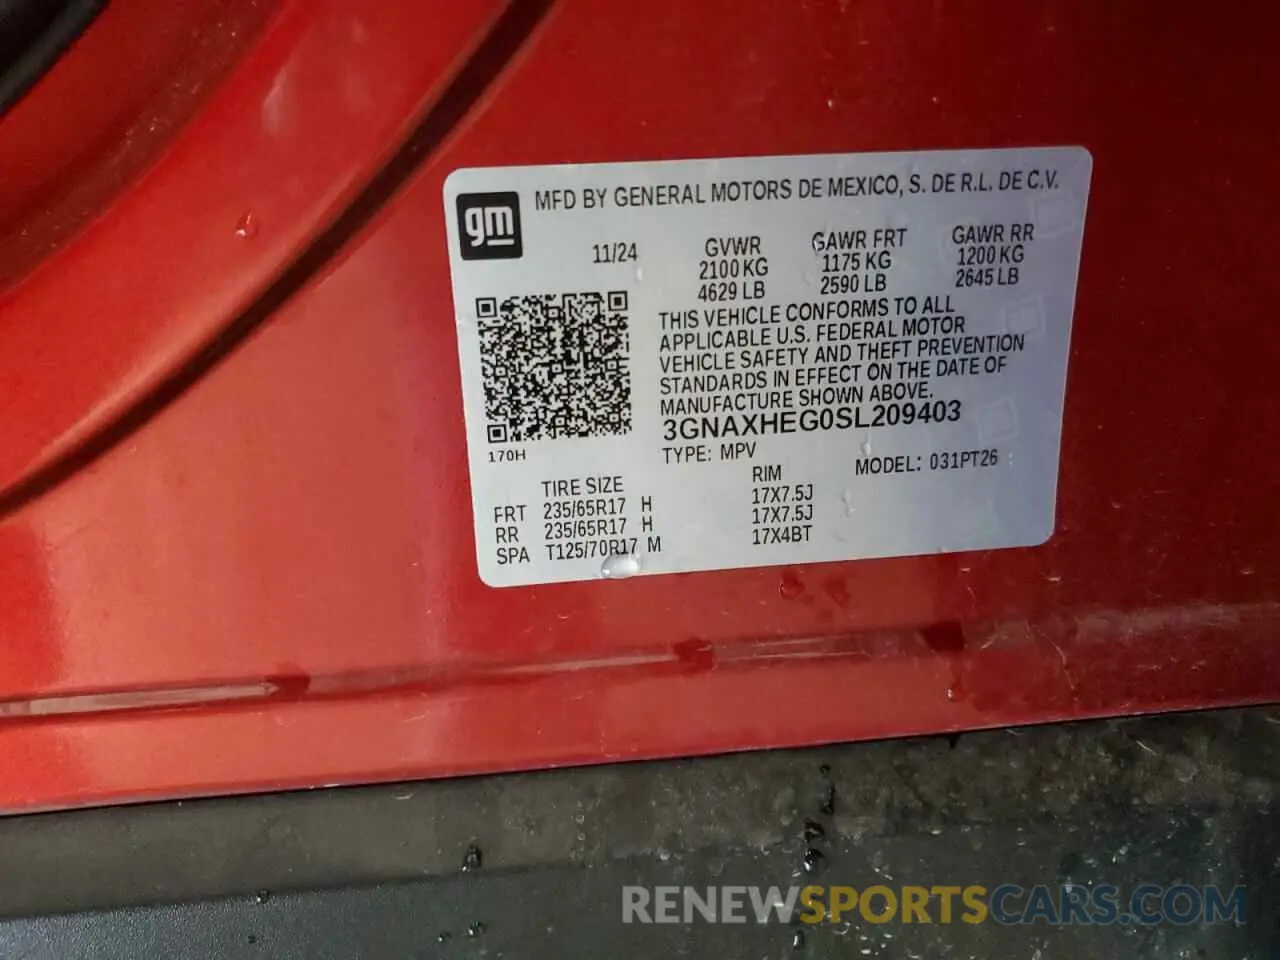 gm
MFD BY GENERAL MOTORS DE MEXICO, S. DE R.L. DE C.V.
11/24 GVWR GAWR FRT GAWR RR
2100 KG 1175 KG 1200 KG
4629 LB 2590 LB 2645 LB
THIS VEHICLE CONFORMS TO ALL
APPLICABLE U.S. FEDERAL MOTOR
VEHICLE SAFETY AND THEFT PREVENTION
STANDARDS IN EFFECT ON THE DATE OF
MANUFACTURE SHOWN ABOVE.
3GNAXHEG0SL209403
170H
TYPE: MPV MODEL: 031PT26
TIRE SIZE RIM
FRT 235/65R17 H 17X7.5J
RR 235/65R17 H 17X7.5J
SPA T125/70R17 M 17X4BT
RENEWSPORTSCARS.COM